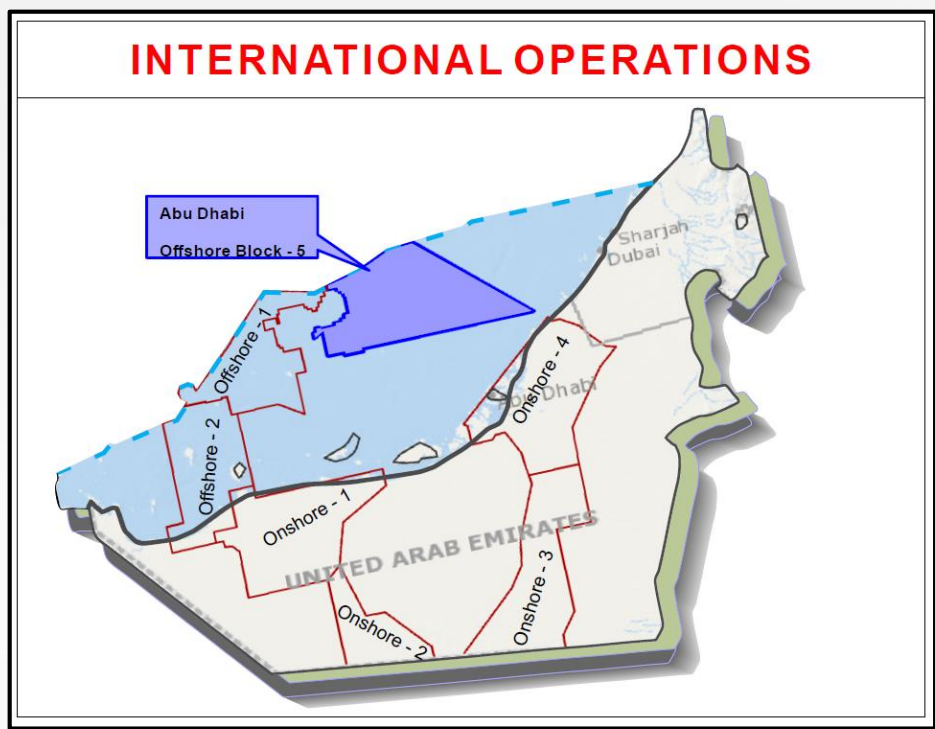 INTERNATIONAL OPERATIONS
Abu Dhabi
Offshore Block - 5
Sharjah
Dubai
Offshore - 1
Onshore - 4
Abu Dhabi
Offshore - 2
Onshore - 1
UNITED ARAB EMIRATES
Onshore - 3
Onshore - 2